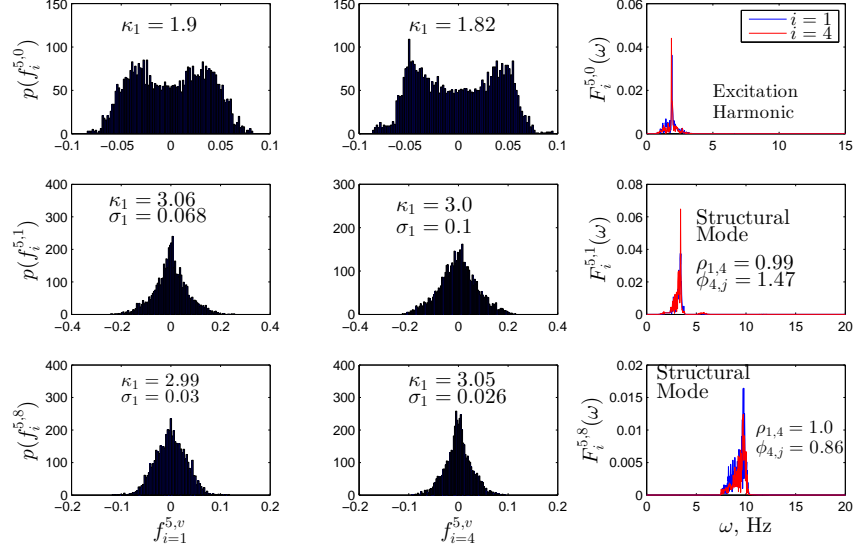 150
100
50
0
p(f_i^{5,0})
κ₁ = 1.9
−0.1 −0.05 0 0.05 0.1
150
100
50
0
κ₁ = 1.82
−0.1 −0.05 0 0.05 0.1
0.06
0.04
0.02
0
F_i^{5,0}(ω)
i = 1
i = 4
Excitation
Harmonic
0 5 10 15
400
300
200
100
0
p(f_i^{5,1})
κ₁ = 3.06
σ₁ = 0.068
−0.4 −0.2 0 0.2 0.4
300
200
100
0
κ₁ = 3.0
σ₁ = 0.1
−0.4 −0.2 0 0.2 0.4
0.08
0.06
0.04
0.02
0
F_i^{5,1}(ω)
Structural
Mode
ρ_{1,4} = 0.99
ϕ_{4,j} = 1.47
0 5 10 15 20
400
300
200
100
0
p(f_i^{5,8})
κ₁ = 2.99
σ₁ = 0.03
−0.2 −0.1 0 0.1 0.2
f_{i=1}^{5,v}
400
300
200
100
0
κ₁ = 3.05
σ₁ = 0.026
−0.2 −0.1 0 0.1 0.2
f_{i=4}^{5,v}
0.02
0.015
0.01
0.005
0
F_i^{5,8}(ω)
Structural
Mode
ρ_{1,4} = 1.0
ϕ_{4,j} = 0.86
0 5 10 15 20
ω, Hz